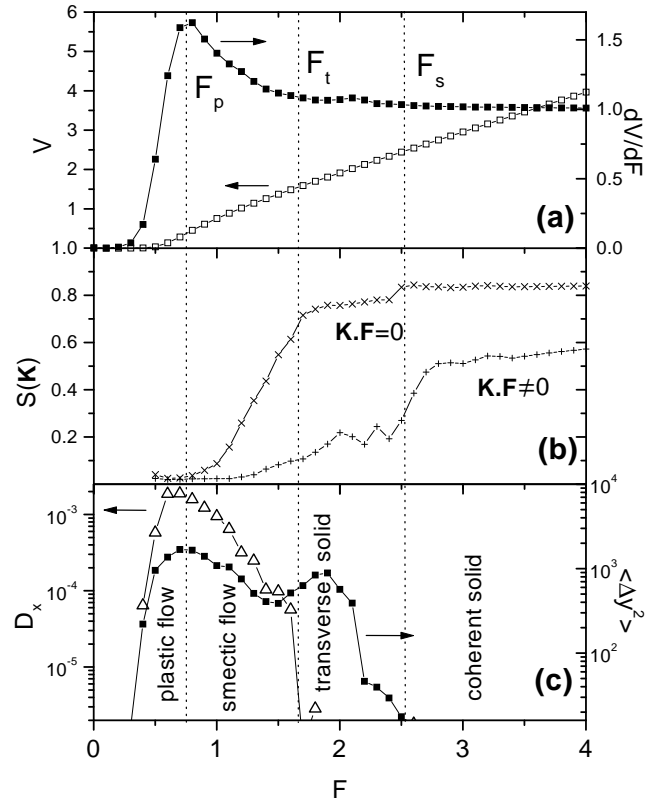 6
5
4
3
2
1
1.0
V
1.5
1.0
0.5
0.0
dV/dF
F_p
F_t
F_s
(a)
0.8
0.6
0.4
0.2
S(K)
K.F=0
K.F≠0
(b)
10^-3
10^-4
10^-5
D_x
10^4
10^3
10^2
<Δy^2>
plastic flow
smectic flow
transverse solid
coherent solid
(c)
0 1 2 3 4
F